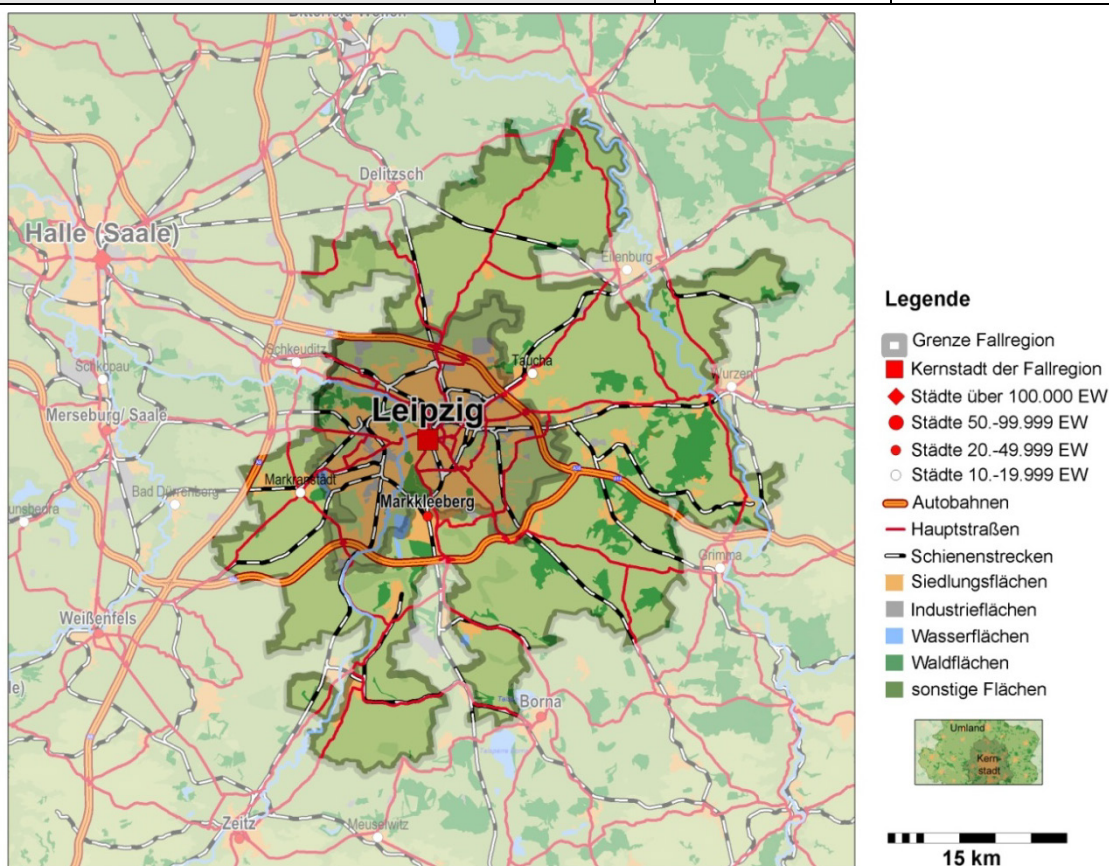 Delitzsch
Halle (Saale)
Eilenburg
Schkeuditz
Taucha
Schkopau
Wurzen
Merseburg/ Saale
Leipzig
Markranstädt
Bad Dürrenberg
Markkleeberg
Grimma
Weißenfels
Borna
Zeitz
Meuselwitz
Legende
Grenze Fallregion
Kernstadt der Fallregion
Städte über 100.000 EW
Städte 50.-99.999 EW
Städte 20.-49.999 EW
Städte 10.-19.999 EW
Autobahnen
Hauptstraßen
Schienenstrecken
Siedlungsflächen
Industrieflächen
Wasserflächen
Waldflächen
sonstige Flächen
Umland
Kern-
stadt
15 km